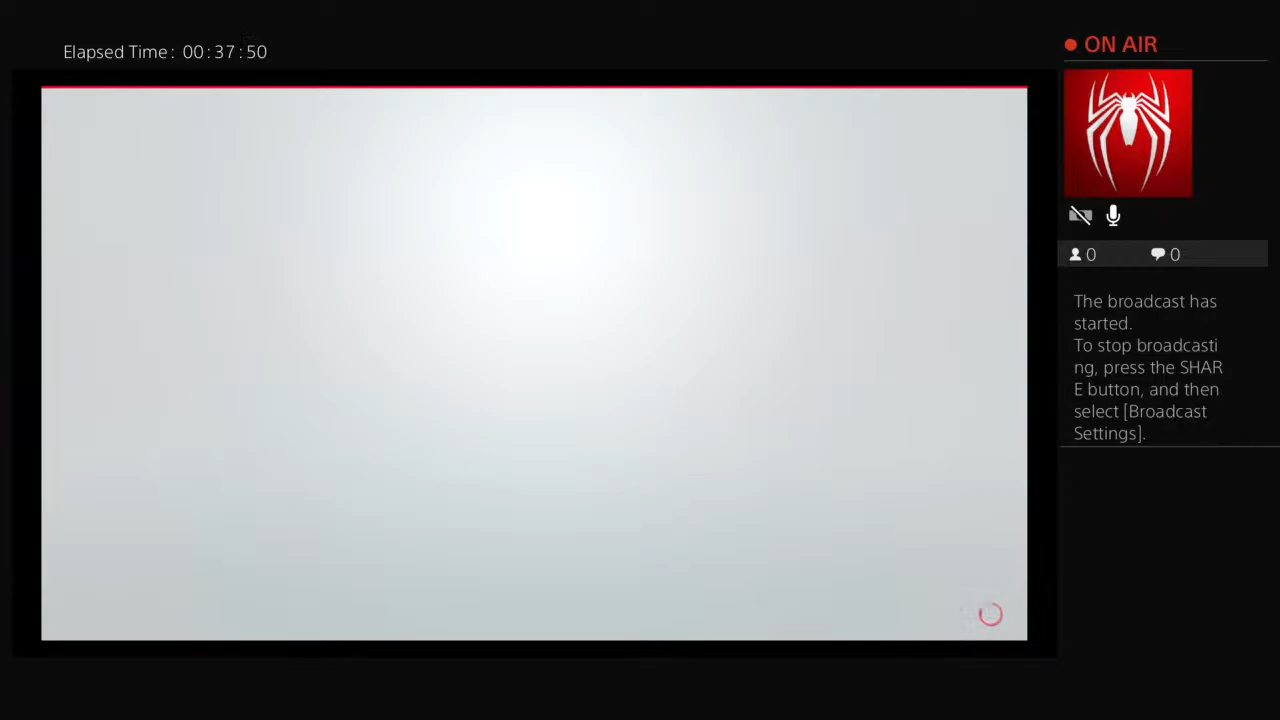 Elapsed Time: 00:37:50
ON AIR
0 0
The broadcast has
started.
To stop broadcasti
ng, press the SHAR
E button, and then
select [Broadcast
Settings].